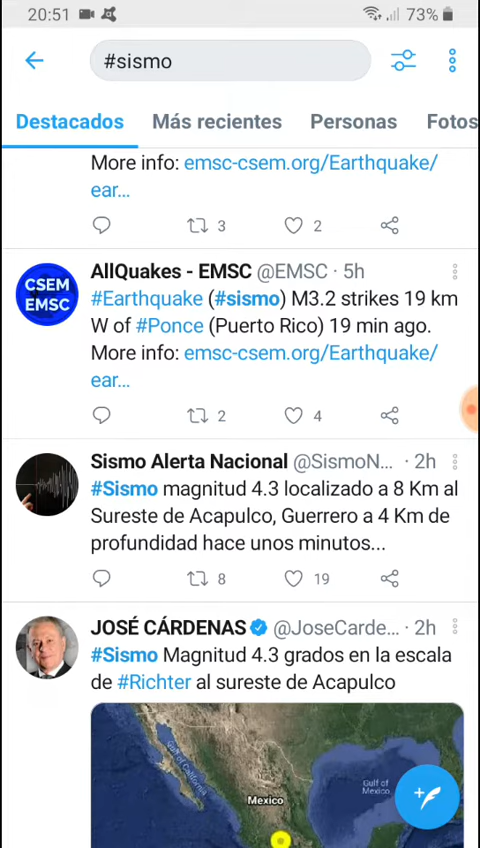 20:51
73%
#sismo
Destacados Más recientes Personas Fotos
More info: emsc-csem.org/Earthquake/
ear...
3 2
CSEM
EMSC
AllQuakes - EMSC @EMSC · 5h
#Earthquake (#sismo) M3.2 strikes 19 km
W of #Ponce (Puerto Rico) 19 min ago.
More info: emsc-csem.org/Earthquake/
ear...
2 4
Sismo Alerta Nacional @SismoN... · 2h
#Sismo magnitud 4.3 localizado a 8 Km al
Sureste de Acapulco, Guerrero a 4 Km de
profundidad hace unos minutos...
8 19
JOSÉ CÁRDENAS @JoseCarde... · 2h
#Sismo Magnitud 4.3 grados en la escala
de #Richter al sureste de Acapulco
Gulf of California
Gulf of
Mexico
Mexico